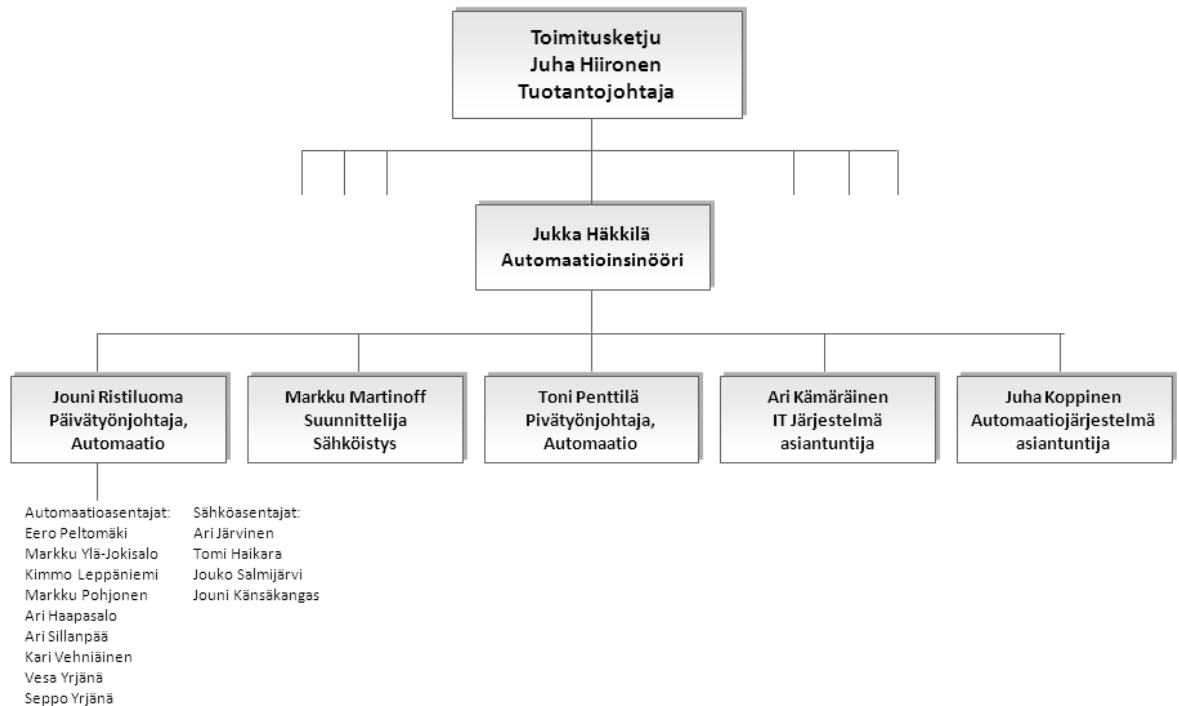 Toimitusketju
Juha Hiironen
Tuotantojohtaja
Jukka Häkkilä
Automaatioinsinööri
Jouni Ristiluoma
Päivätyönjohtaja,
Automaatio
Markku Martinoff
Suunnittelija
Sähköistys
Toni Penttilä
Pivätyönjohtaja,
Automaatio
Ari Kämäräinen
IT Järjestelmä
asiantuntija
Juha Koppinen
Automaatiojärjestelmä
asiantuntija
Automaatioasentajat:
Eero Peltomäki
Markku Ylä-Jokisalo
Kimmo Leppäniemi
Markku Pohjonen
Ari Haapasalo
Ari Sillanpää
Kari Vehniäinen
Vesa Yrjänä
Seppo Yrjänä
Sähköasentajat:
Ari Järvinen
Tomi Haikara
Jouko Salmijärvi
Jouni Känsäkangas